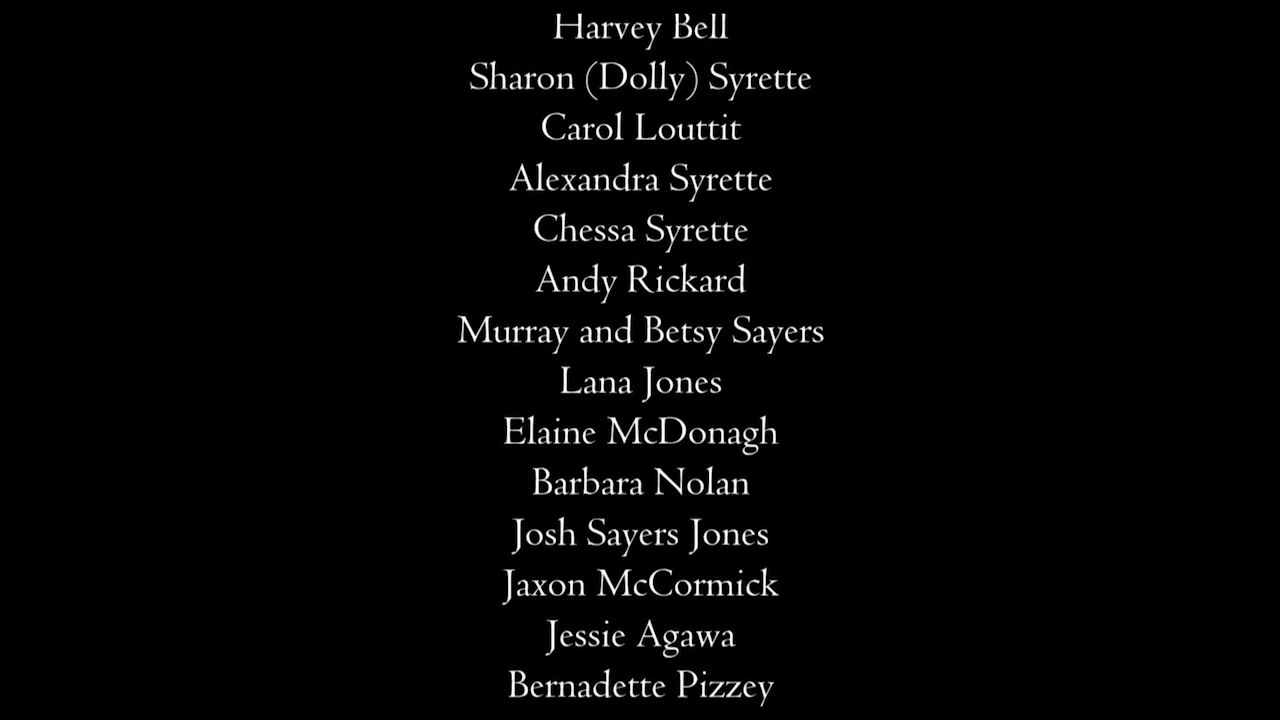 Harvey Bell
Sharon (Dolly) Syrette
Carol Louttit
Alexandra Syrette
Chessa Syrette
Andy Rickard
Murray and Betsy Sayers
Lana Jones
Elaine McDonagh
Barbara Nolan
Josh Sayers Jones
Jaxon McCormick
Jessie Agawa
Bernadette Pizzey